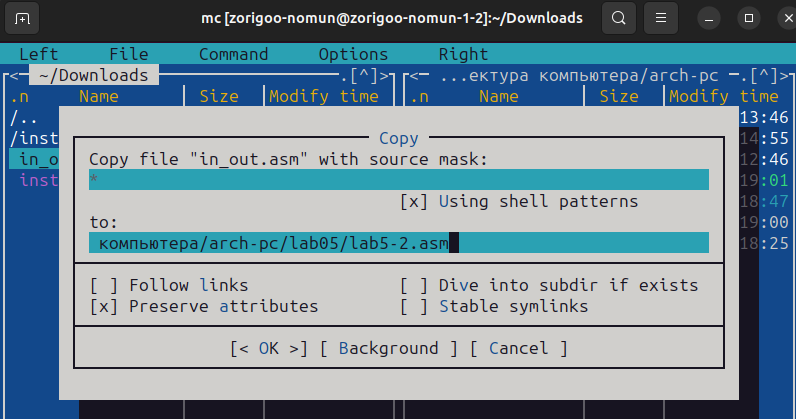 mc [zorigoo-nomun@zorigoo-nomun-1-2]:~/Downloads
Left File Command Options Right
<─ ~/Downloads ─.[^]> <─ ...ектура компьютера/arch-pc ─.[^]>
.n Name Size Modify time .n Name Size Modify time
/.. 13:46
/inst 14:55
in_o 12:46
inst 19:01
18:47
19:00
18:25
Copy
Copy file "in_out.asm" with source mask:
*
[x] Using shell patterns
to:
компьютера/arch-pc/lab05/lab5-2.asm
[ ] Follow links [ ] Dive into subdir if exists
[x] Preserve attributes [ ] Stable symlinks
[< OK >] [ Background ] [ Cancel ]